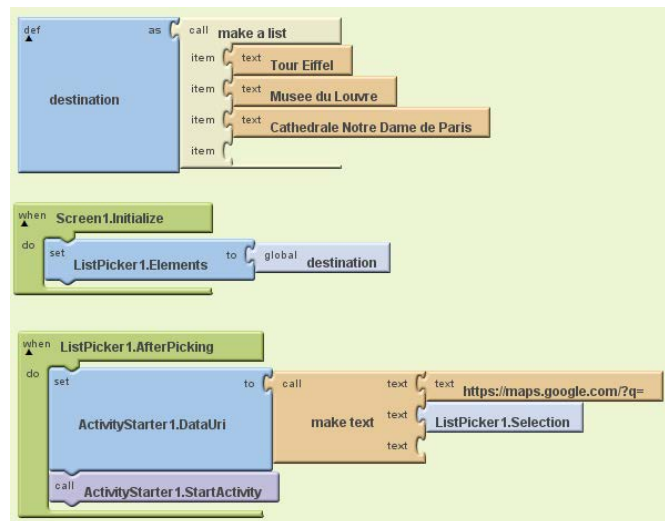 def as call make a list
item text Tour Eiffel
destination item text Musee du Louvre
item text Cathedrale Notre Dame de Paris
item
when Screen1.Initialize
do set ListPicker1.Elements to global destination
when ListPicker1.AfterPicking
do set to call text text https://maps.google.com/?q=
ActivityStarter1.DataUri make text text ListPicker1.Selection
text
call ActivityStarter1.StartActivity